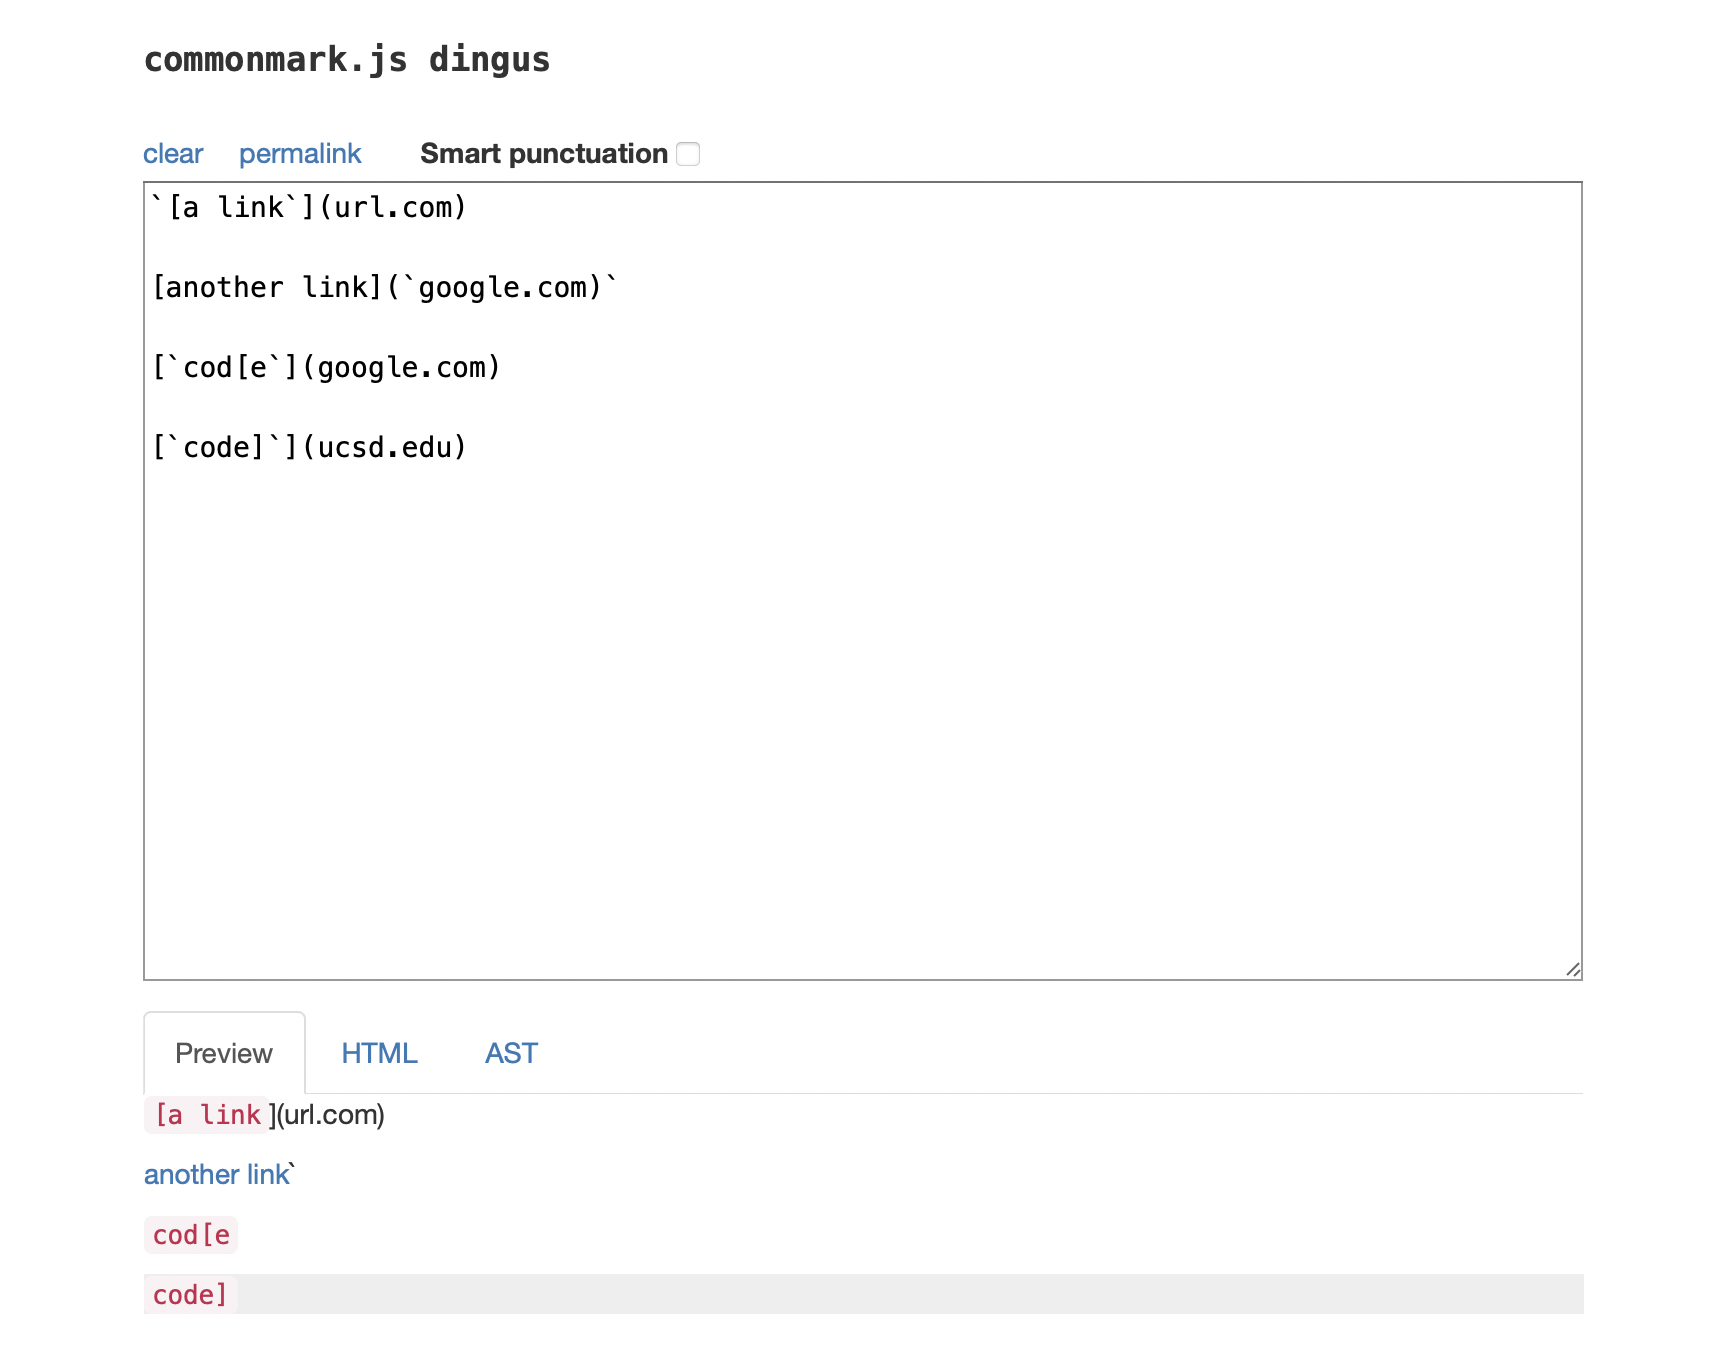 commonmark.js dingus
clear permalink Smart punctuation
`[a link`](url.com)
[another link](`google.com)`
[`cod[e`](google.com)
[`code]`](ucsd.edu)
Preview HTML AST
[a link](url.com)
another link`
cod[e
code]